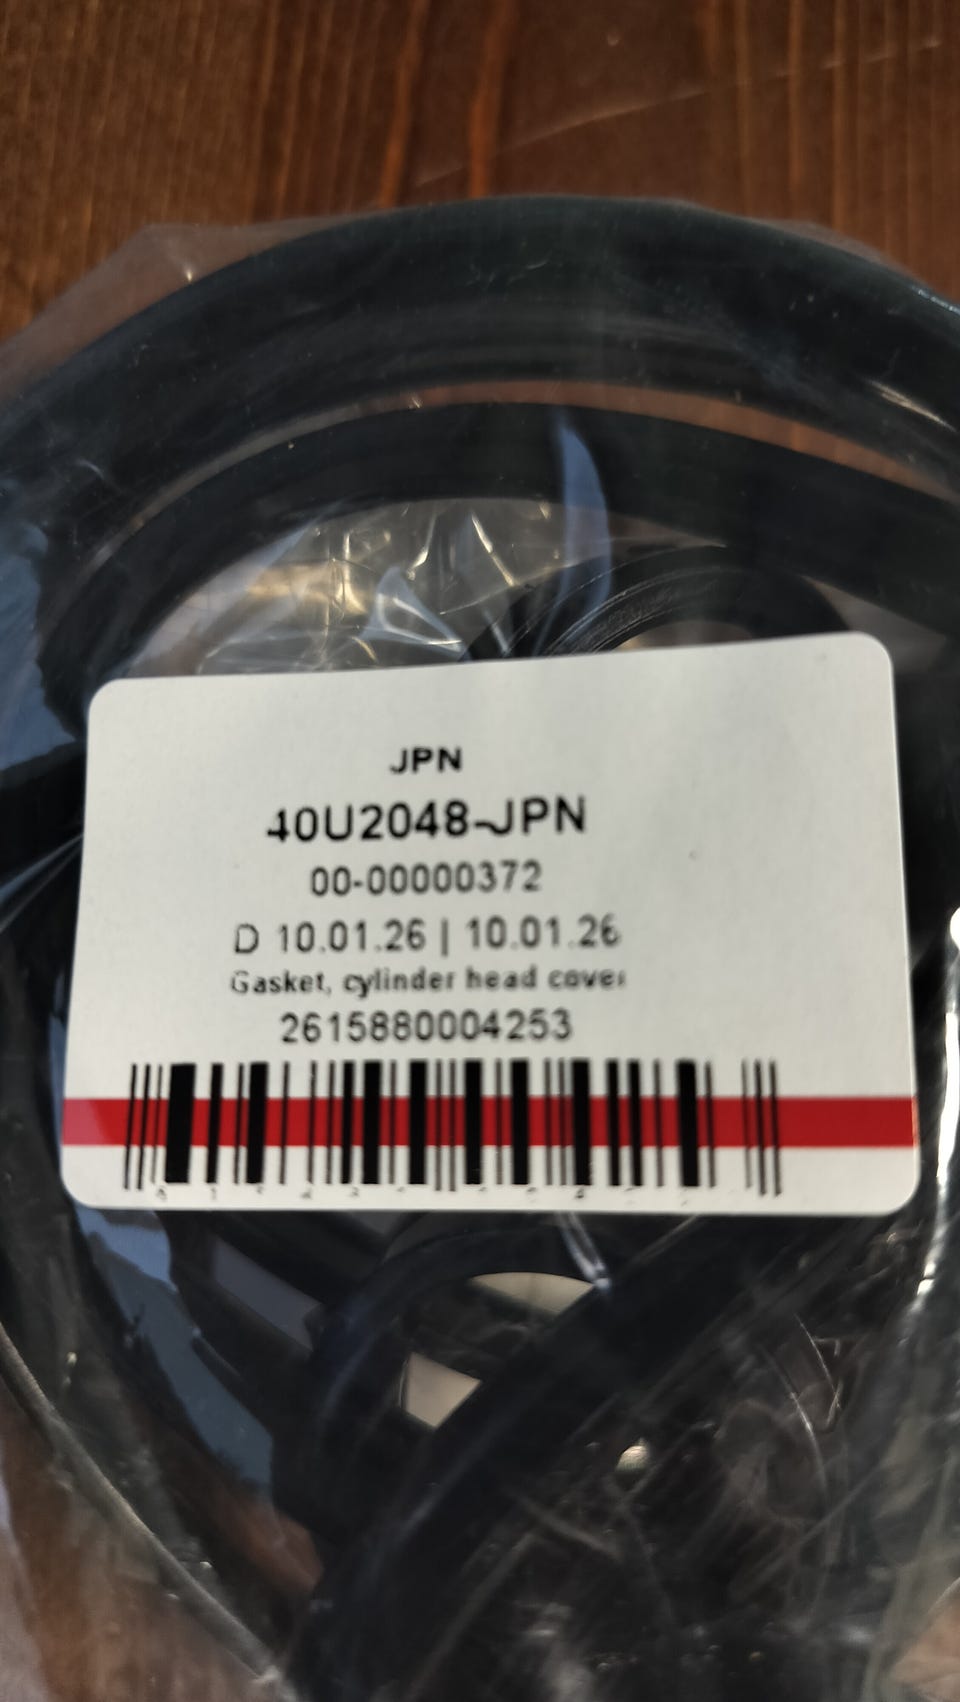 JPN
40U2048-JPN
00-00000372
D 10.01.26 | 10.01.26
Gasket, cylinder head cover
2615880004253